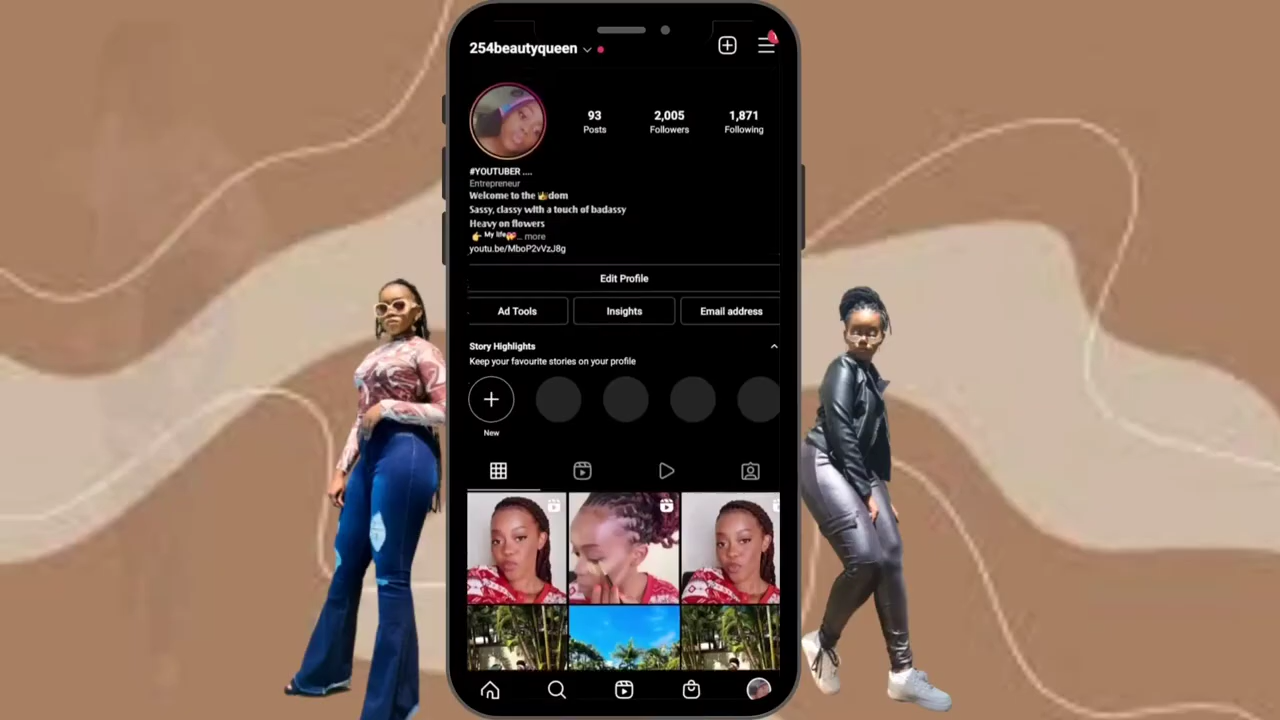 254beautyqueen
93
2,005
1,871
Posts
Followers
Following
#YOUTUBER ....
Entrepreneur
Welcome to the 👑dom
Sassy, classy with a touch of badassy
Heavy on flowers
👉 My life💖... more
youtu.be/MboP2vVzJ8g
Edit Profile
Ad Tools
Insights
Email address
Story Highlights
Keep your favourite stories on your profile
New